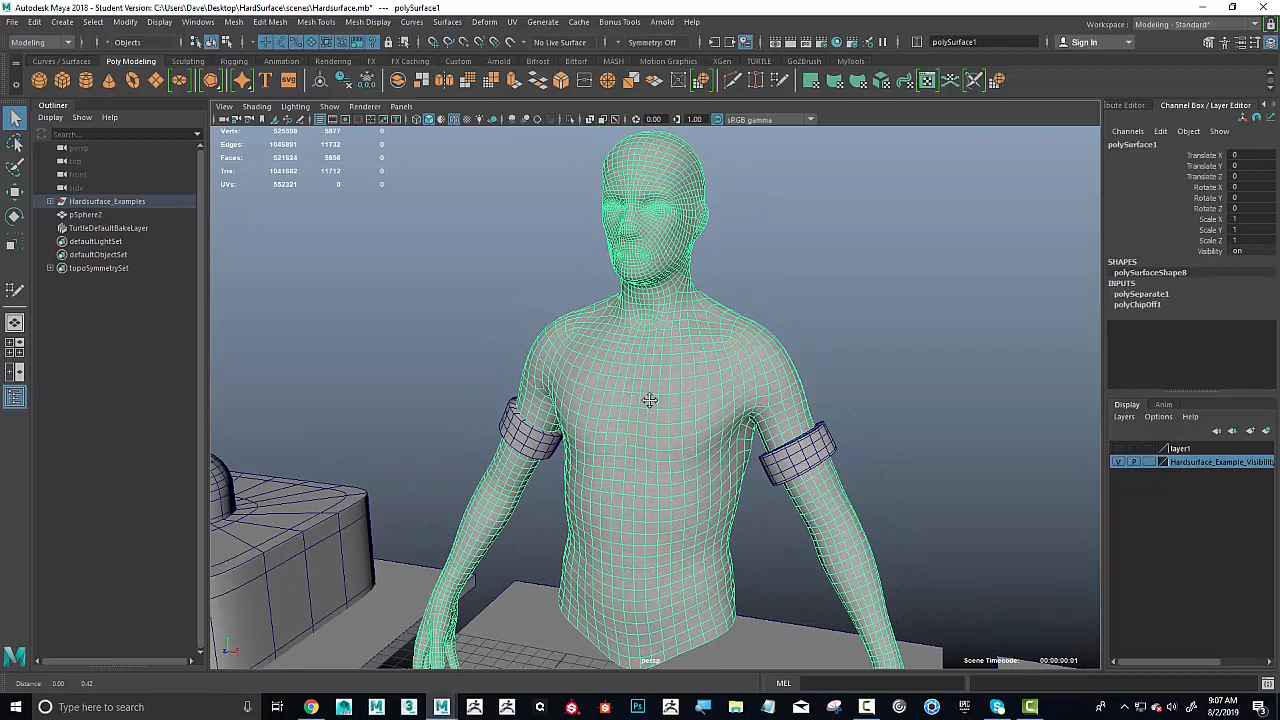 Autodesk Maya 2018 - Student Version: C:\Users\Dave\Desktop\HardSurface\scenes\Hardsurface.mb* --- polySurface1
File Edit Create Select Modify Display Windows Mesh Edit Mesh Mesh Tools Mesh Display Curves Surfaces Deform UV Generate Cache Bonus Tools Arnold Help
Workspace : Modeling - Standard*
Modeling Objects No Live Surface Symmetry: Off polySurface1 Sign In
Curves / Surfaces Poly Modeling Sculpting Rigging Animation Rendering FX FX Caching Custom Arnold Bifrost Bittorf MASH Motion Graphics XGen TURTLE TextureDeformation GoZBrush MyTools
Outliner
Display Show Help
Search...
persp
top
front
side
Hardsurface_Examples
pSphere2
TurtleDefaultBakeLayer
defaultLightSet
defaultObjectSet
topoSymmetrySet
View Shading Lighting Show Renderer Panels
0.00 1.00 sRGB gamma
Verts: 525598 5877 0
Edges: 1046891 11732 0
Faces: 521624 5856 0
Tris: 1041682 11712 0
UVs: 552321 0 0
persp
Scene Timecode: 00:00:00:01
Channel Box / Layer Editor
Channels Edit Object Show
polySurface1
Translate X 0
Translate Y 0
Translate Z 0
Rotate X 0
Rotate Y 0
Rotate Z 0
Scale X 1
Scale Y 1
Scale Z 1
Visibility on
SHAPES
polySurfaceShape8
INPUTS
polySeparate1
polyChipOff1
Display Anim
Layers Options Help
layer1
V P Hardsurface_Example_Visibility
Distance: 0.00 0.42
MEL
Type here to search
9:07 AM
8/2/2019